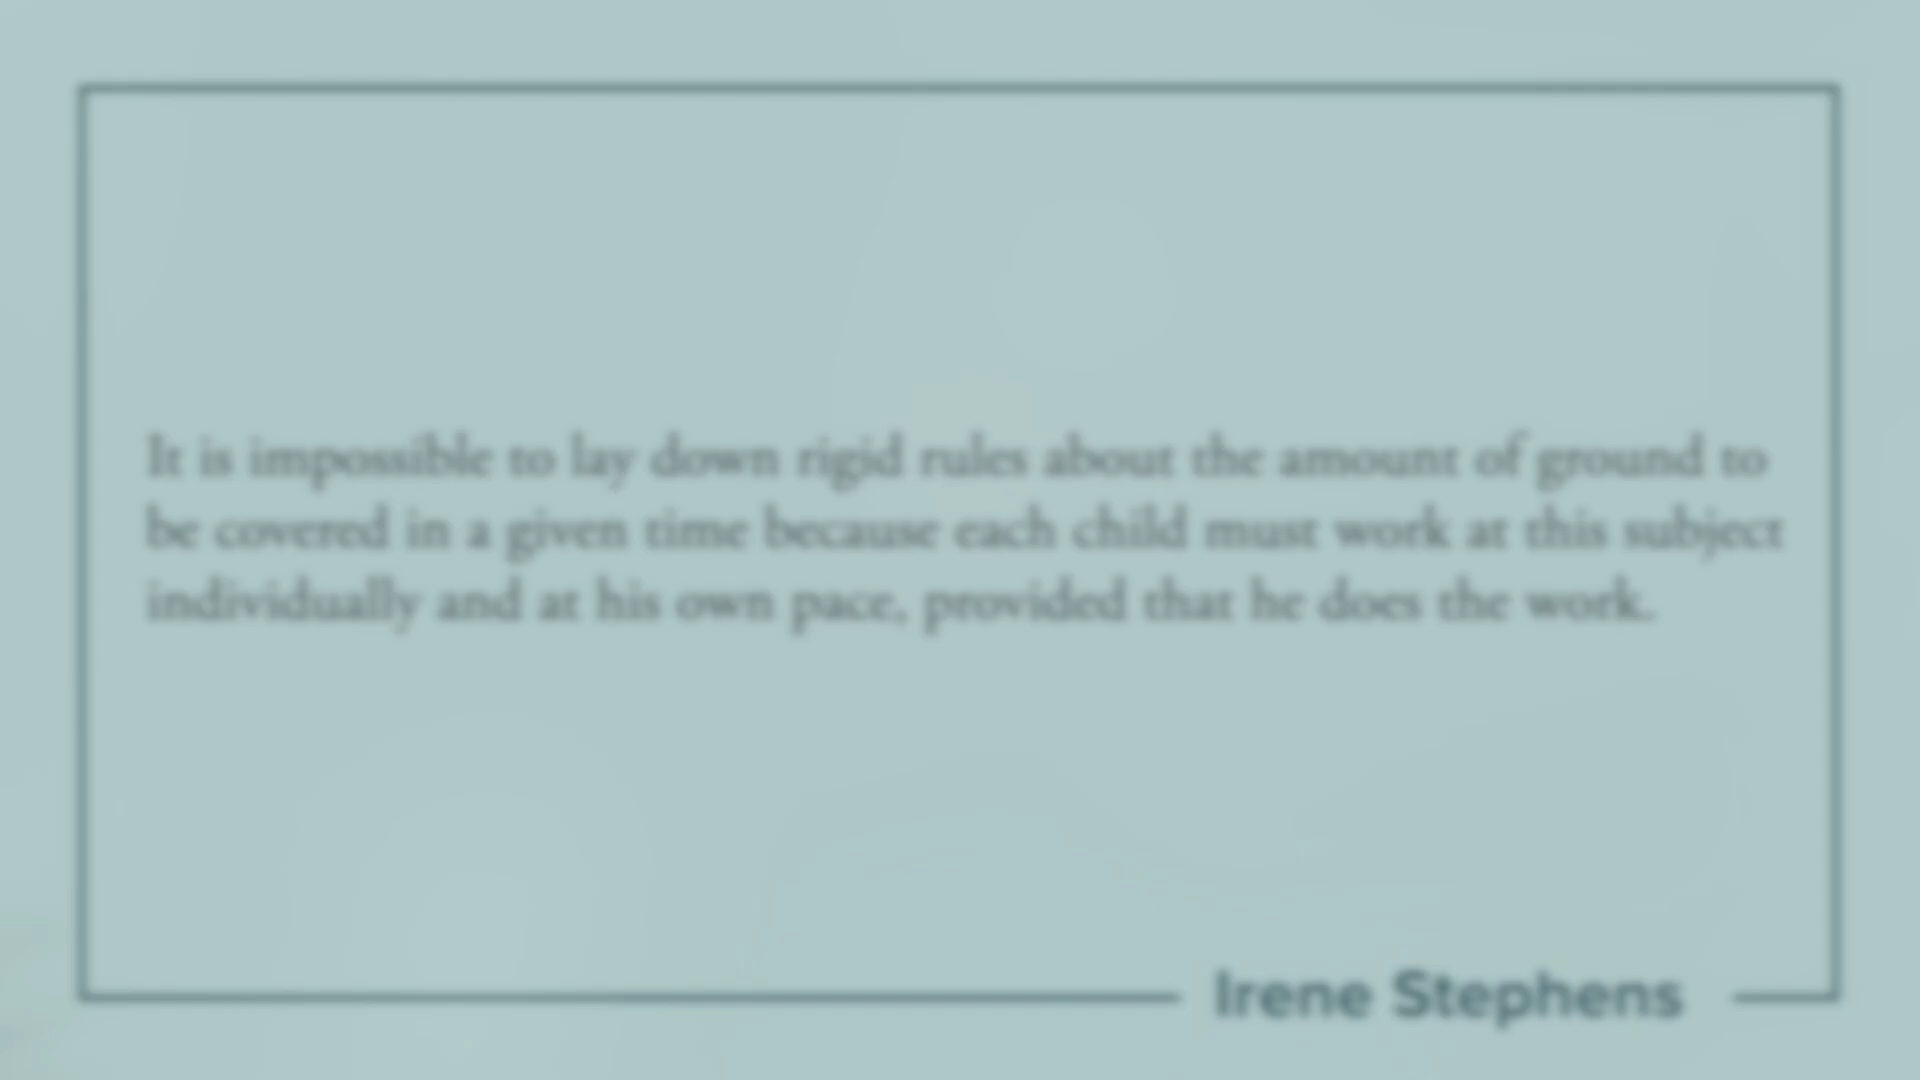 It is impossible to lay down rigid rules about the amount of ground to
be covered in a given time because each child must work at this subject
individually and at his own pace, provided that he does the work.
Irene Stephens